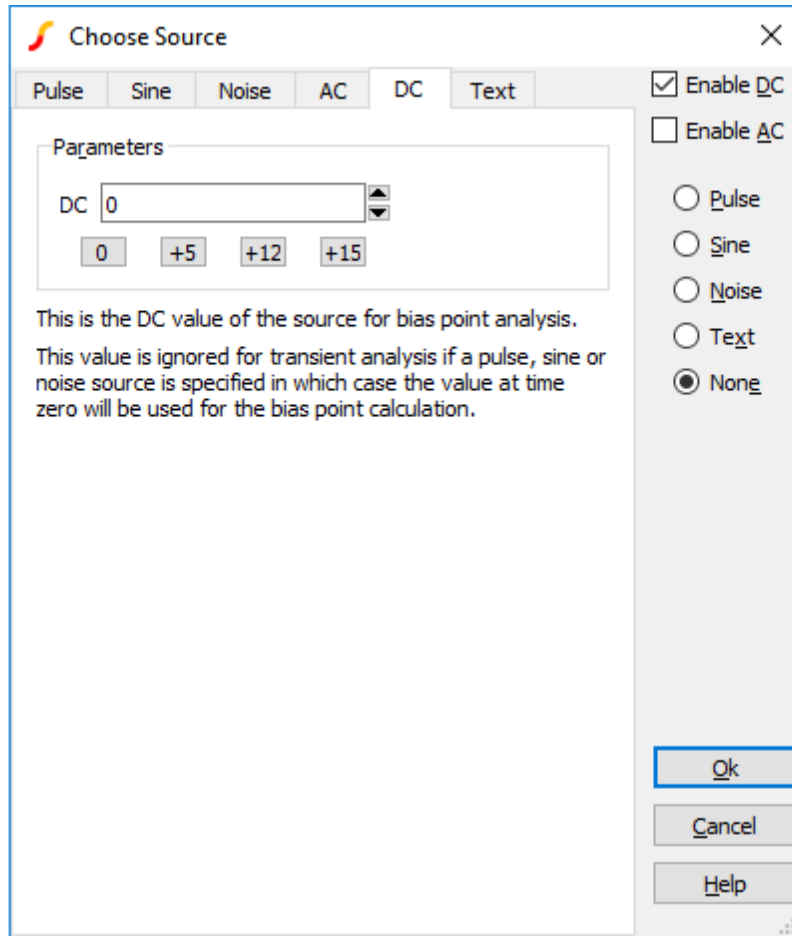 Choose Source
Pulse Sine Noise AC DC Text
Enable DC
Enable AC
Parameters
DC 0
0 +5 +12 +15
This is the DC value of the source for bias point analysis.
This value is ignored for transient analysis if a pulse, sine or
noise source is specified in which case the value at time
zero will be used for the bias point calculation.
Pulse
Sine
Noise
Text
None
Ok
Cancel
Help